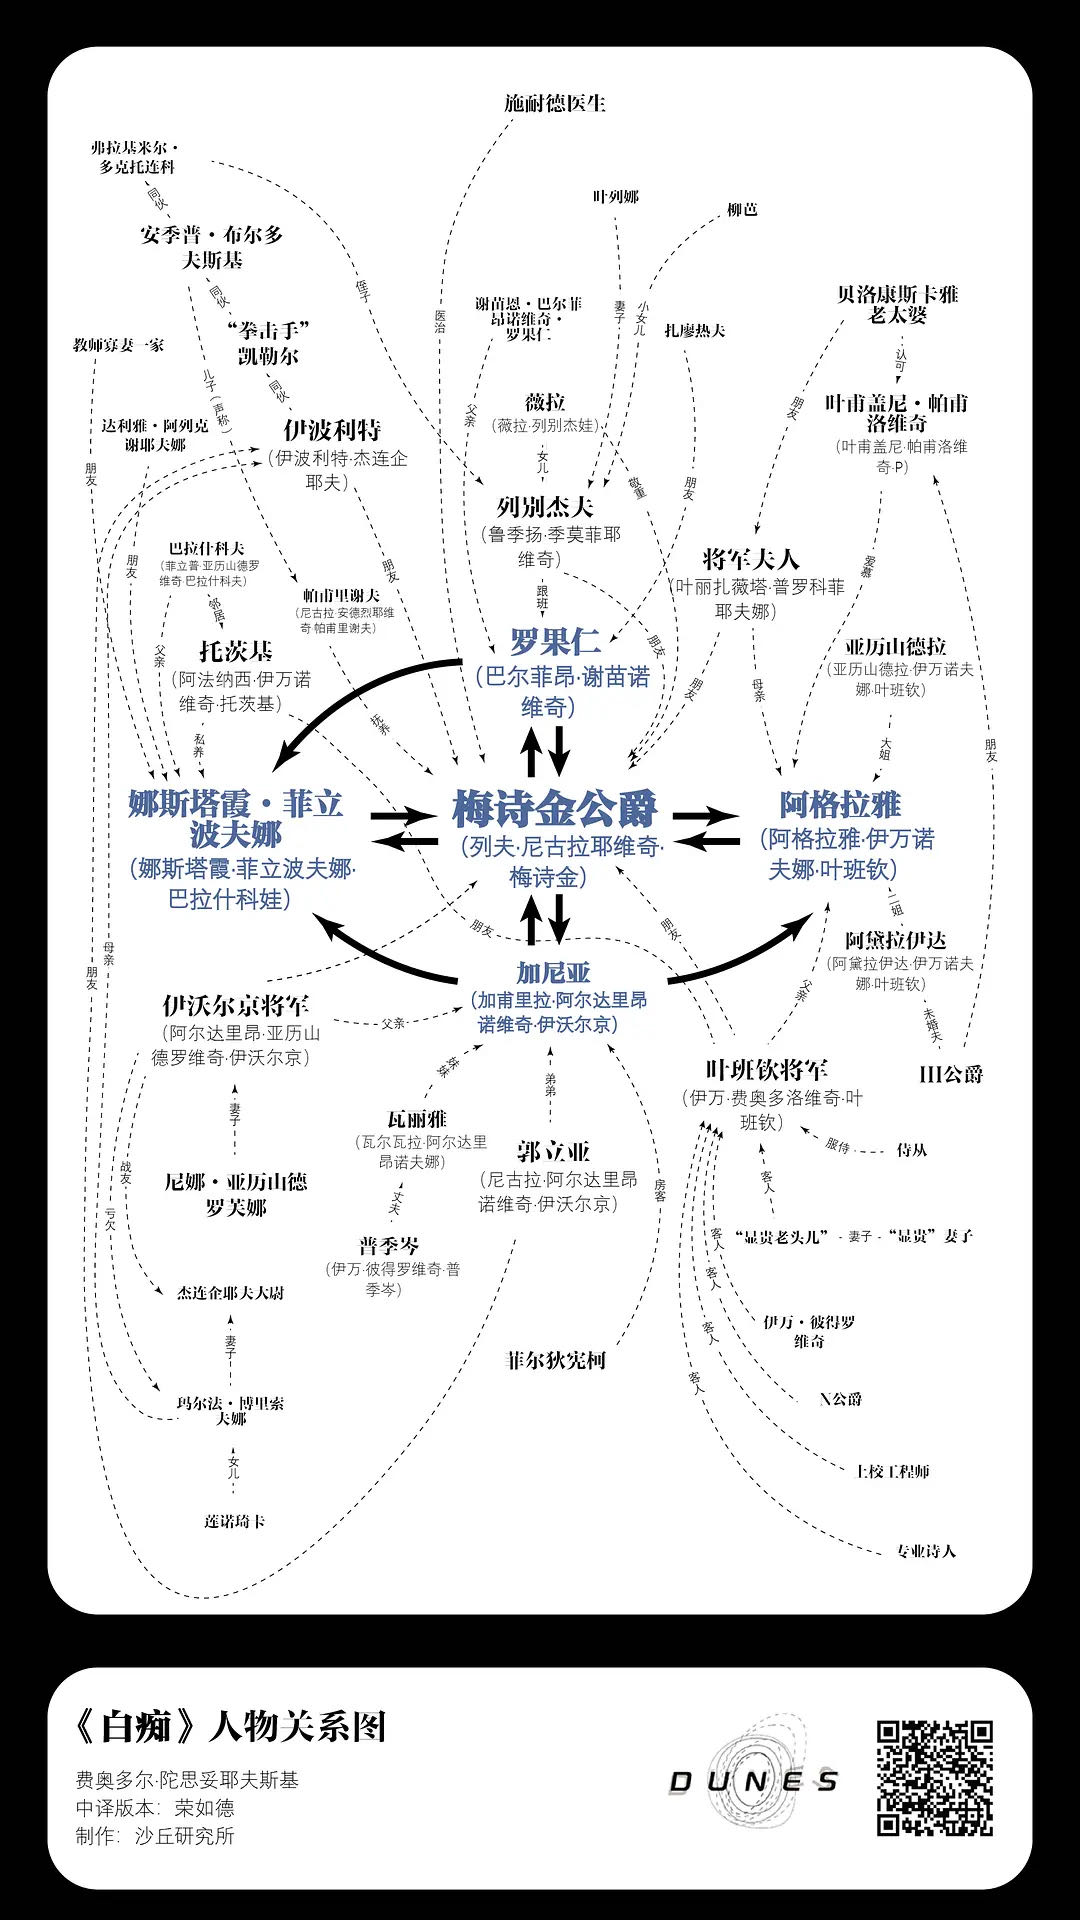 施耐德医生
弗拉基米尔·
多克托连科
同伙
叶列娜
柳芭
安季普·布尔多
夫斯基
同伙
侄子
医治
谢苗恩·巴尔菲
昂诺维奇·
罗果仁
妻子
小女儿
扎廖热夫
贝洛康斯卡雅
老太婆
认可
教师寡妻一家
“拳击手”
凯勒尔
同伙
儿子（声称）
父亲
薇拉
（薇拉·列别杰娃）
女儿
敬重
朋友
朋友
叶甫盖尼·帕甫
洛维奇
（叶甫盖尼·帕甫洛维
奇·P）
达利雅·阿列克
谢耶夫娜
伊波利特
（伊波利特·杰连企
耶夫）
朋友
列别杰夫
（鲁季扬·季莫菲耶
维奇）
跟班
朋友
朋友
巴拉什科夫
（菲立普·亚历山德罗
维奇·巴拉什科夫）
邻居
帕甫里谢夫
（尼古拉·安德烈耶维
奇·帕甫里谢夫）
朋友
将军夫人
（叶丽扎薇塔·普罗科菲
耶夫娜）
爱慕
父亲
托茨基
（阿法纳西·伊万诺
维奇·托茨基）
私养
抚养
罗果仁
（巴尔菲昂·谢苗诺
维奇）
朋友
朋友
母亲
亚历山德拉
（亚历山德拉·伊万诺夫
娜·叶班钦）
大姐
朋友
娜斯塔霞·菲立
波夫娜
（娜斯塔霞·菲立波夫娜·
巴拉什科娃）
梅诗金公爵
（列夫·尼古拉耶维奇·
梅诗金）
阿格拉雅
（阿格拉雅·伊万诺
夫娜·叶班钦）
二姐
母亲
朋友
朋友
朋友
阿黛拉伊达
（阿黛拉伊达·伊万诺夫
娜·叶班钦）
未婚夫
加尼亚
（加甫里拉·阿尔达里昂
诺维奇·伊沃尔京）
父亲
伊沃尔京将军
（阿尔达里昂·亚历山
德罗维奇·伊沃尔京）
父亲
妹妹
弟弟
叶班钦将军
（伊万·费奥多洛维奇·叶
班钦）
Ш公爵
妻子
战友
亏欠
瓦丽雅
（瓦尔瓦拉·阿尔达里
昂诺夫娜）
丈夫
郭立亚
（尼古拉·阿尔达里昂
诺维奇·伊沃尔京）
房客
服侍
侍从
客人
尼娜·亚历山德
罗芙娜
普季岑
（伊万·彼得罗维奇·普
季岑）
客人
“显贵老头儿”
妻子
“显贵”妻子
客人
杰连企耶夫大尉
妻子
客人
客人
伊万·彼得罗
维奇
菲尔狄宪柯
玛尔法·博里索
夫娜
女儿
N公爵
上校工程师
莲诺琦卡
专业诗人
《白痴》人物关系图
费奥多尔·陀思妥耶夫斯基
中译版本：荣如德
制作：沙丘研究所
DUNES